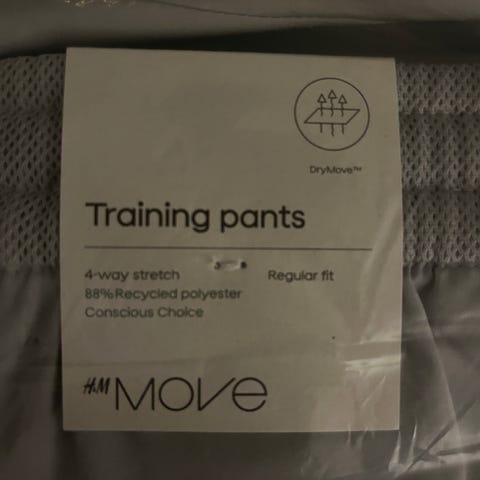 DryMove™
Training pants
4-way stretch Regular fit
88% Recycled polyester
Conscious Choice
H&M MOVE